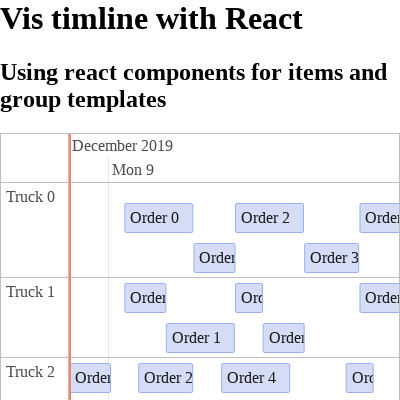 Vis timline with React
Using react components for items and
group templates
December 2019
Mon 9
Truck 0
Order 0
Order 2
Order
Order
Order 3
Truck 1
Order
Order
Order 1
Order
Truck 2
Order
Order 2
Order 4